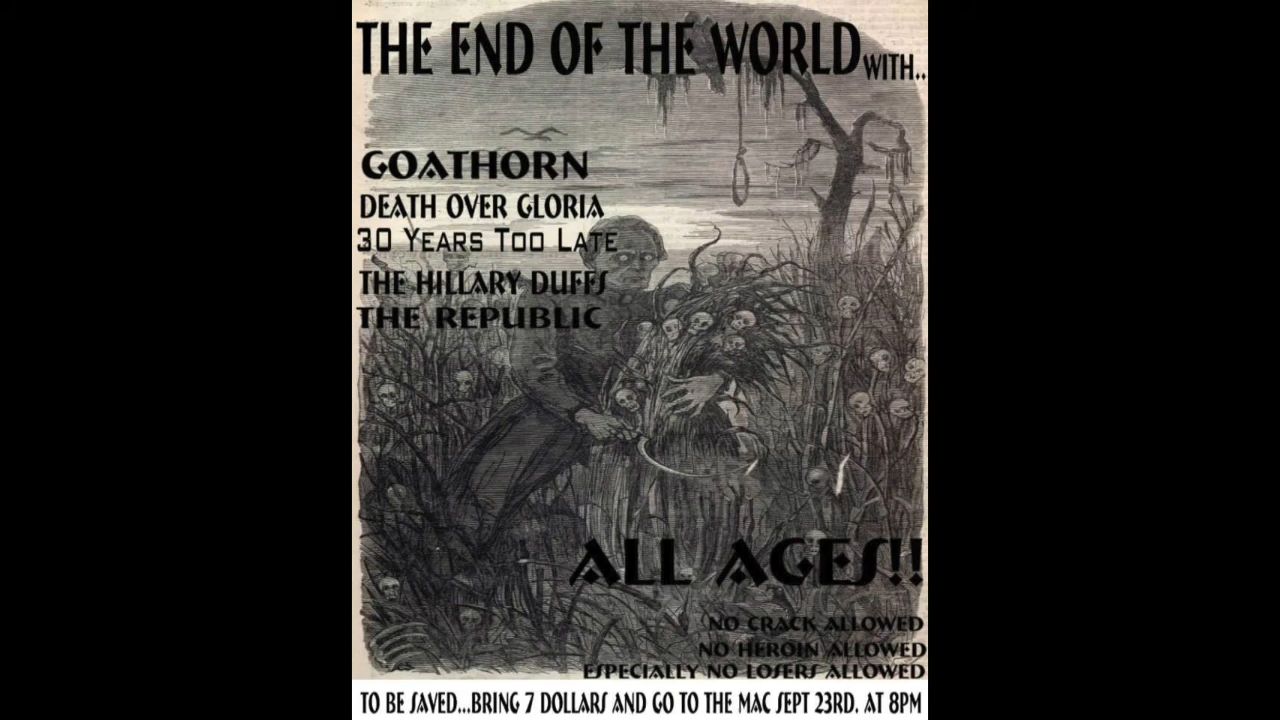 THE END OF THE WORLD WITH..
GOATHORN
DEATH OVER GLORIA
30 YEARS TOO LATE
THE HILLARY DUFFS
THE REPUBLIC
ALL AGES!!
NO CRACK ALLOWED
NO HEROIN ALLOWED
ESPECIALLY NO LOSERS ALLOWED
TO BE SAVED...BRING 7 DOLLARS AND GO TO THE MAC SEPT 23RD. AT 8PM